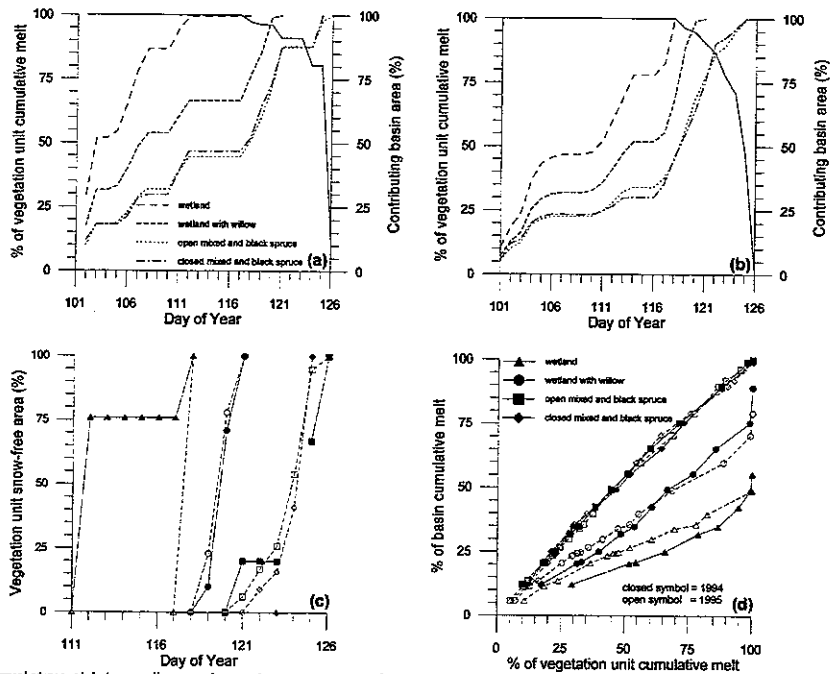 % of vegetation unit cumulative melt
100
75
50
25
0
101
106
111
116
121
126
Day of Year
100
75
50
25
0
Contributing basin area (%)
wetland
wetland with willow
open mixed and black spruce
closed mixed and black spruce
(a)
% of vegetation unit cumulative melt
100
75
50
25
0
101
106
111
116
121
126
Day of Year
100
75
50
25
0
Contributing basin area (%)
(b)
Vegetation unit snow-free area (%)
100
75
50
25
0
111
116
121
126
Day of Year
(c)
% of basin cumulative melt
100
75
50
25
0
0
25
50
75
100
% of vegetation unit cumulative melt
wetland
wetland with willow
open mixed and black spruce
closed mixed and black spruce
closed symbol = 1994
open symbol = 1995
(d)